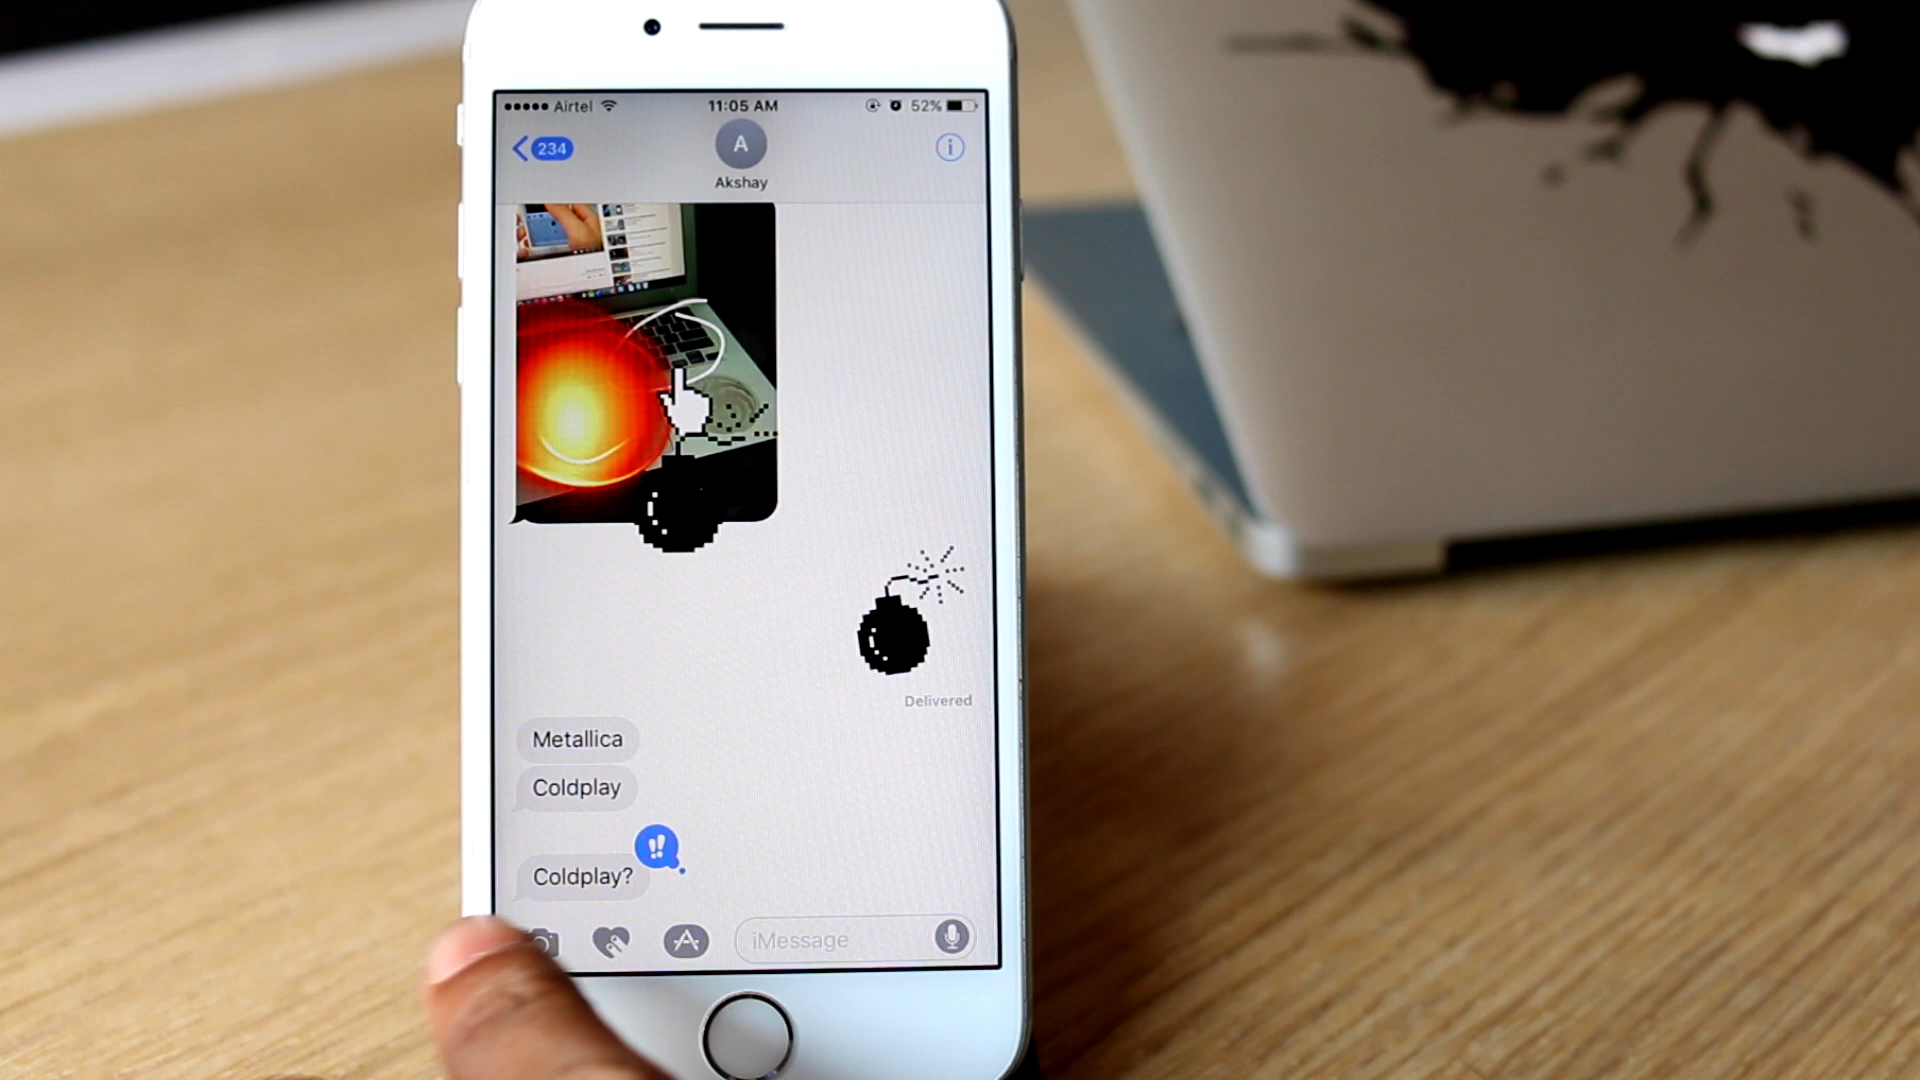 Airtel 11:05 AM 52%
234
A
Akshay
Delivered
Metallica
Coldplay
!!
Coldplay?
iMessage